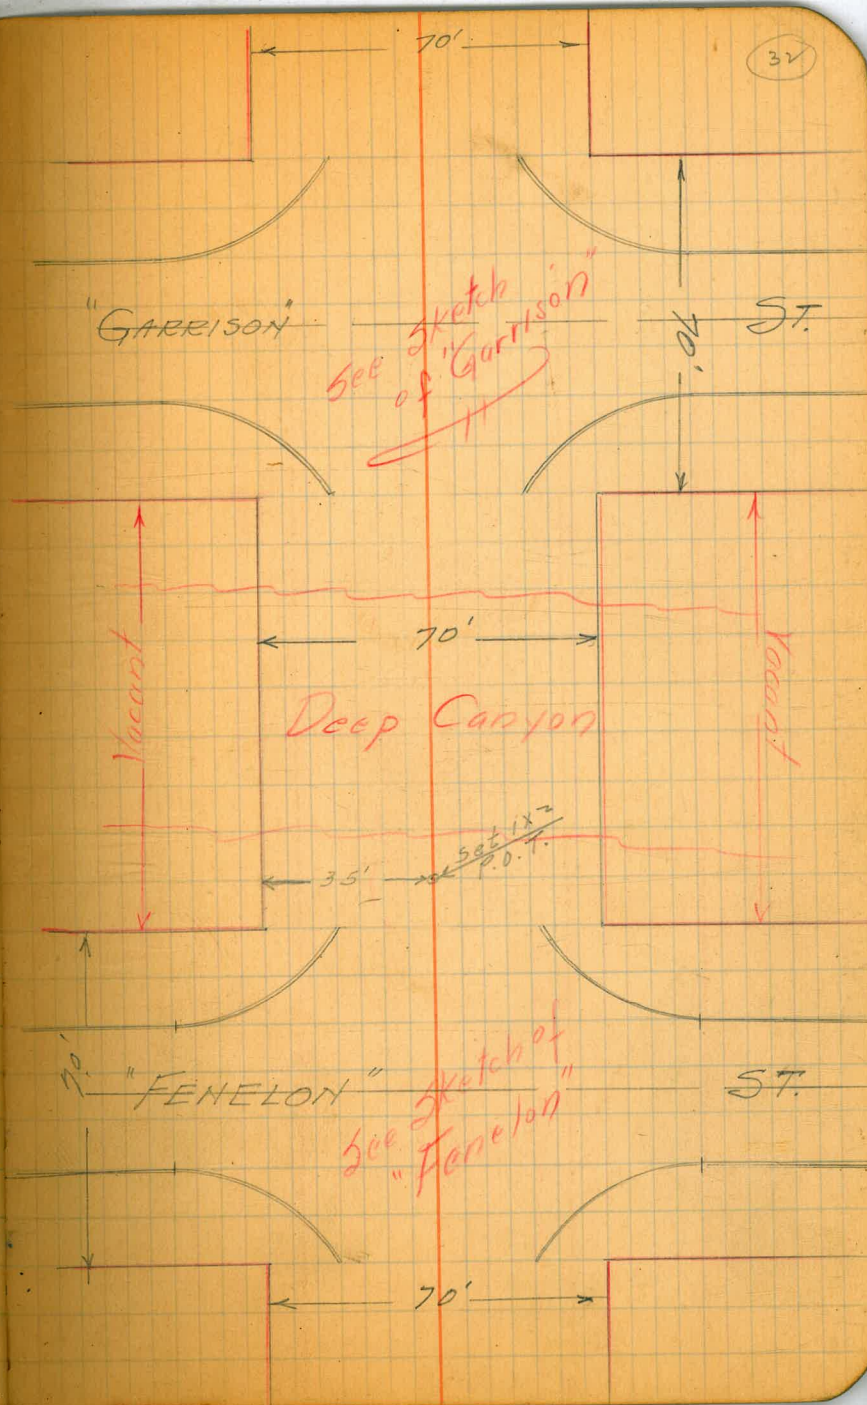 70'
32
"GARRISON" ST.
70'
See Sketch
of "Garrison"
Vacant
70'
Vacant
Deep Canyon
Set 1x2
P.O.T.
35'
70'
"FENELON" ST.
See Sketch of
"Fenelon"
70'